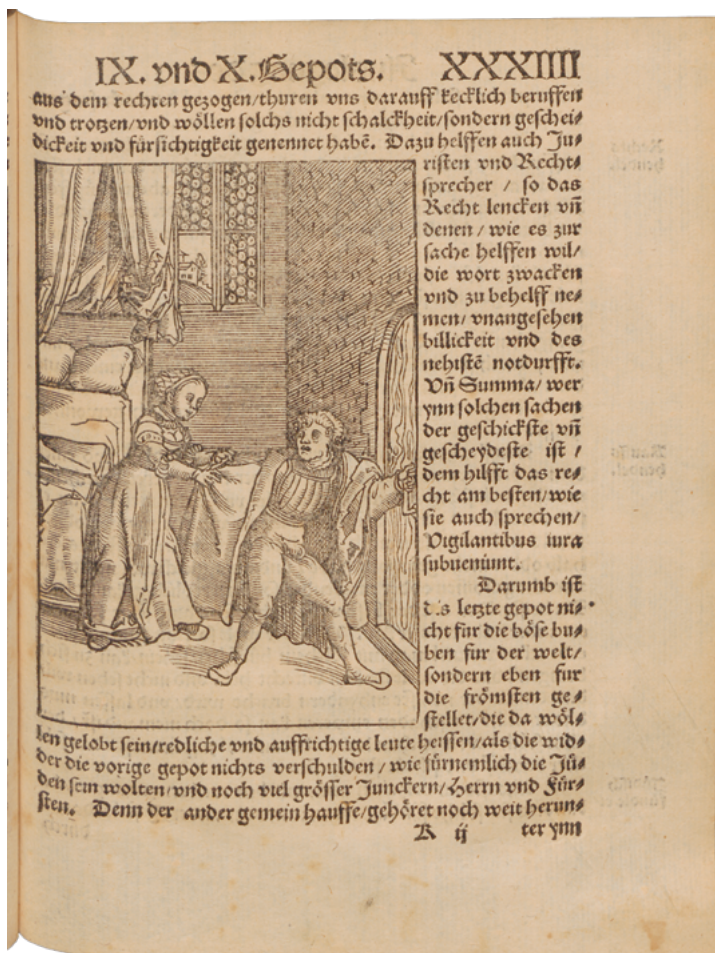 IX. vnd X. Gepots. XXXIIII
aus dem rechten gezogen/thuren vns darauff kecklich beruffen
vnd trotzen/vnd wöllen solchs nicht schalckheit/sondern geschei⸗
dickeit vnd fürsichtigkeit genennet habẽ. Dazu helffen auch Ju⸗
risten vnd Recht⸗
sprecher / so das
Recht lencken vñ
denen / wie es zur
sache helffen wil/
die wort zwacken
vnd zu behelff ne⸗
men/ vnangesehen
billickeit vnd des
nehistẽ notdurfft.
Vñ Summa/ wer
ynn solchen sachen
der geschickste vñ
gescheydeste ist /
dem hilfft das re⸗
cht am besten/wie
sie auch sprechen/
Vigilantibus iura
subueniunt.
Darumb ist
das letzte gepot ni⸗
cht für die böse bu⸗
ben fur der welt/
sondern eben fur
die frömsten ge⸗
stellet/die da wöl⸗
len gelobt sein/redliche vnd auffrichtige leute heissen/als die wid⸗
der die vorige gepot nichts verschulden / wie fürnemlich die Jü⸗
den sein wolten/vnd noch viel grösser Junckern/Herrn vnd Für⸗
sten. Denn der ander gemein hauffe/gehöret noch weit herun⸗
K ij ter ynn